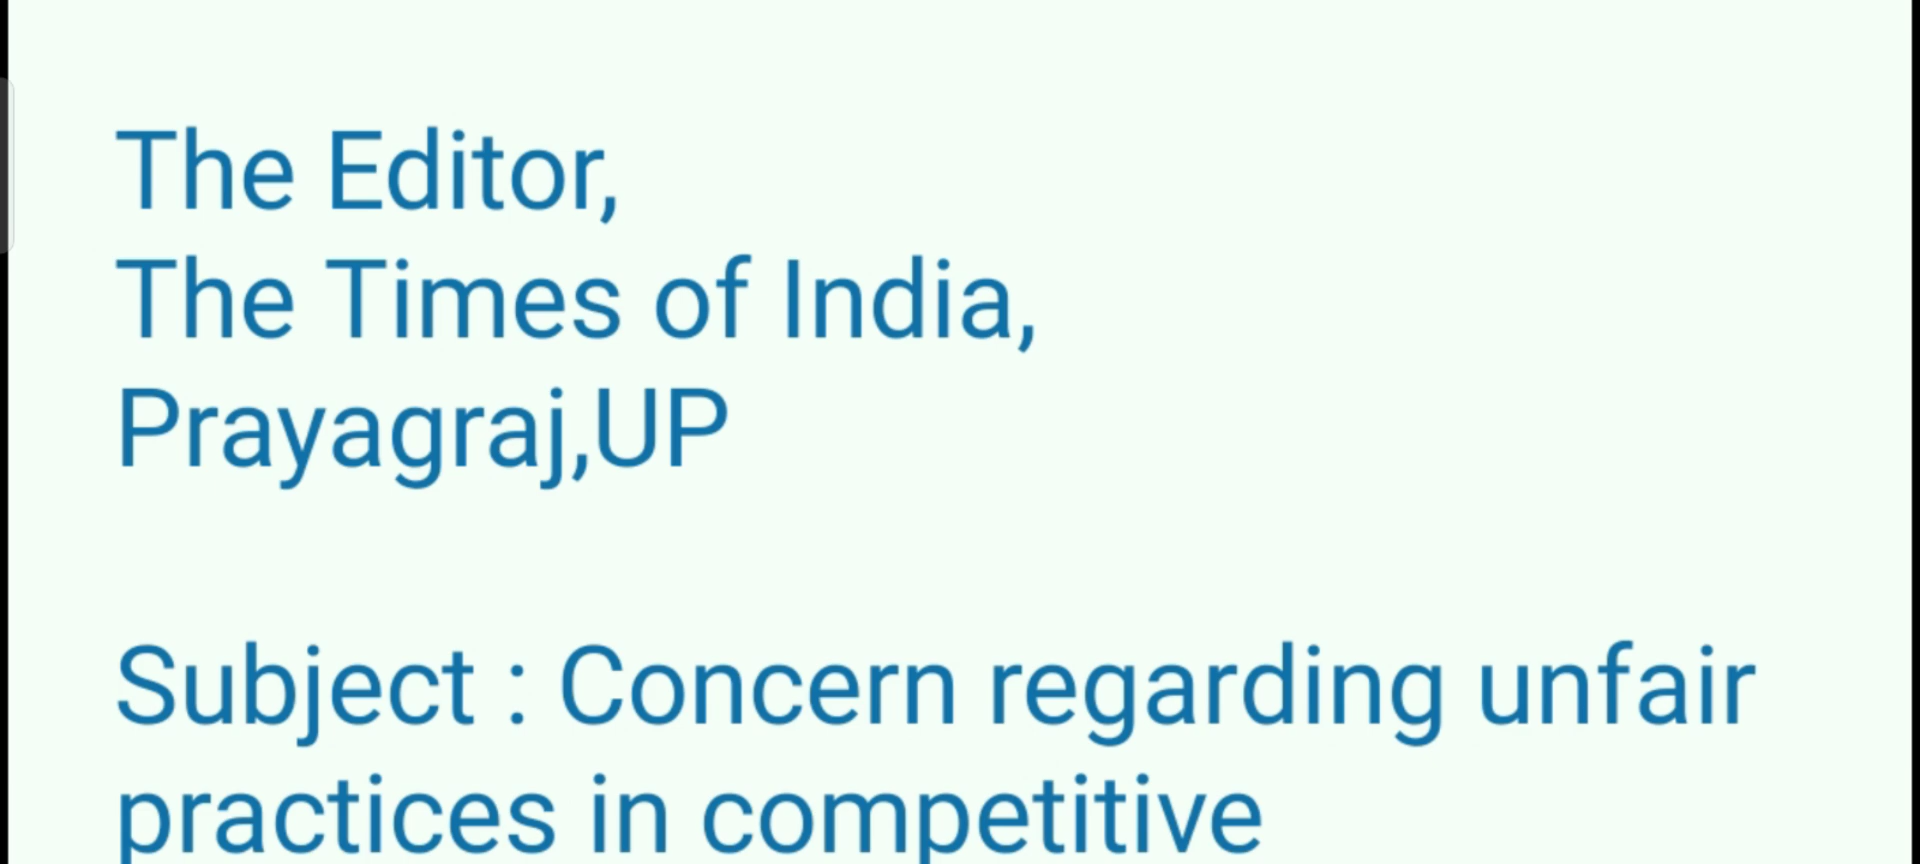 The Editor,
The Times of India,
Prayagraj,UP
Subject : Concern regarding unfair
practices in competitive